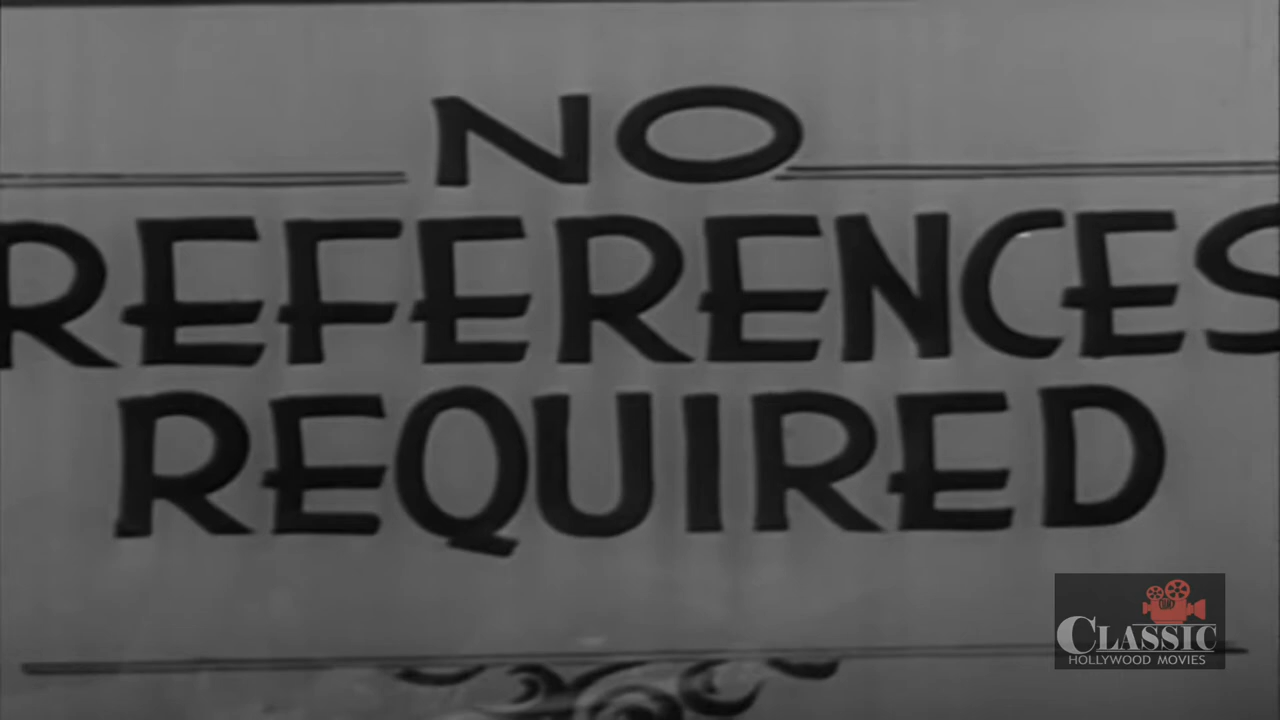 NO
REFERENCES
REQUIRED
CLASSIC
HOLLYWOOD MOVIES